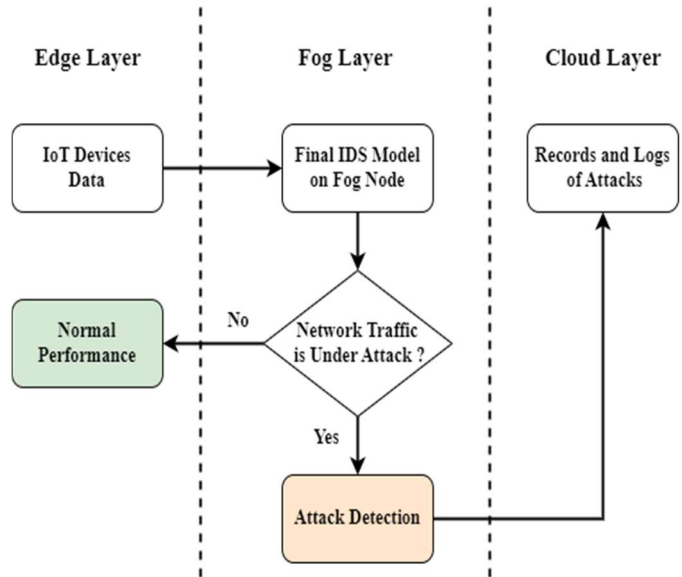 Edge Layer
Fog Layer
Cloud Layer
IoT Devices
Data
Final IDS Model
on Fog Node
Records and Logs
of Attacks
Normal
Performance
No
Network Traffic
is Under Attack ?
Yes
Attack Detection